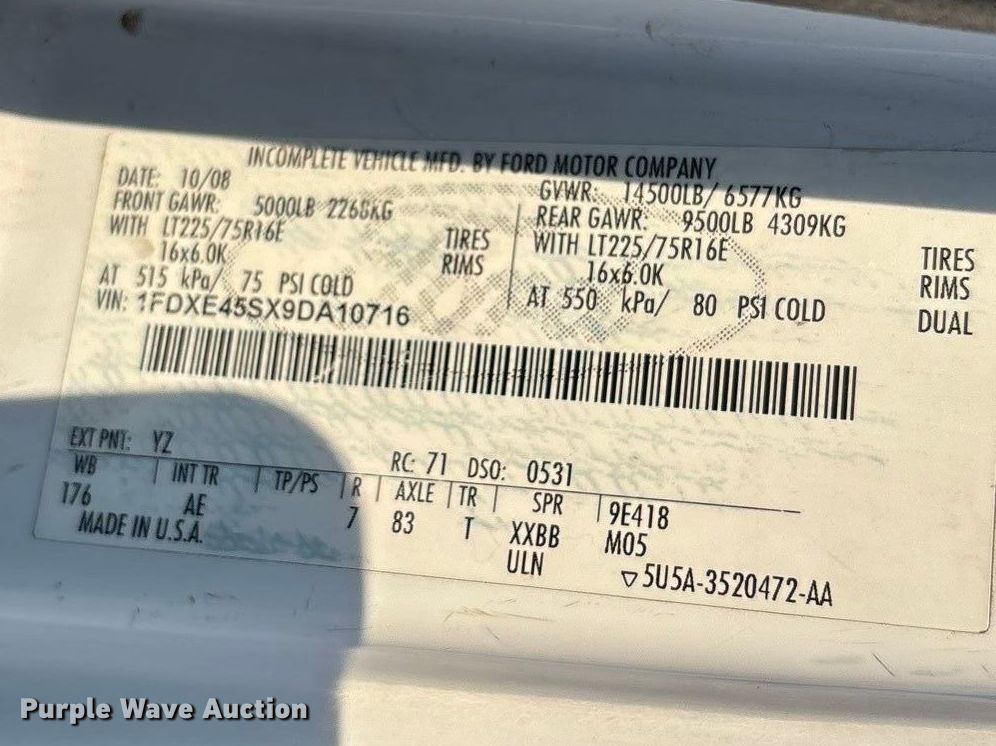 INCOMPLETE VEHICLE MFD. BY FORD MOTOR COMPANY
DATE: 10/08
FRONT GAWR: 5000LB 2268KG
WITH LT225/75R16E TIRES
16x6.0K RIMS
AT 515 kPa/ 75 PSI COLD
GVWR: 14500LB/ 6577KG
REAR GAWR: 9500LB 4309KG
WITH LT225/75R16E TIRES
16x6.0K RIMS
AT 550 kPa/ 80 PSI COLD DUAL
VIN: 1FDXE45SX9DA10716
EXT PNT: YZ RC: 71 DSO: 0531
WB | INT TR | TP/PS | R | AXLE | TR | SPR | 9E418
176 AE 7 83 T XXBB M05
MADE IN U.S.A. ULN ▽5U5A-3520472-AA
Purple Wave Auction